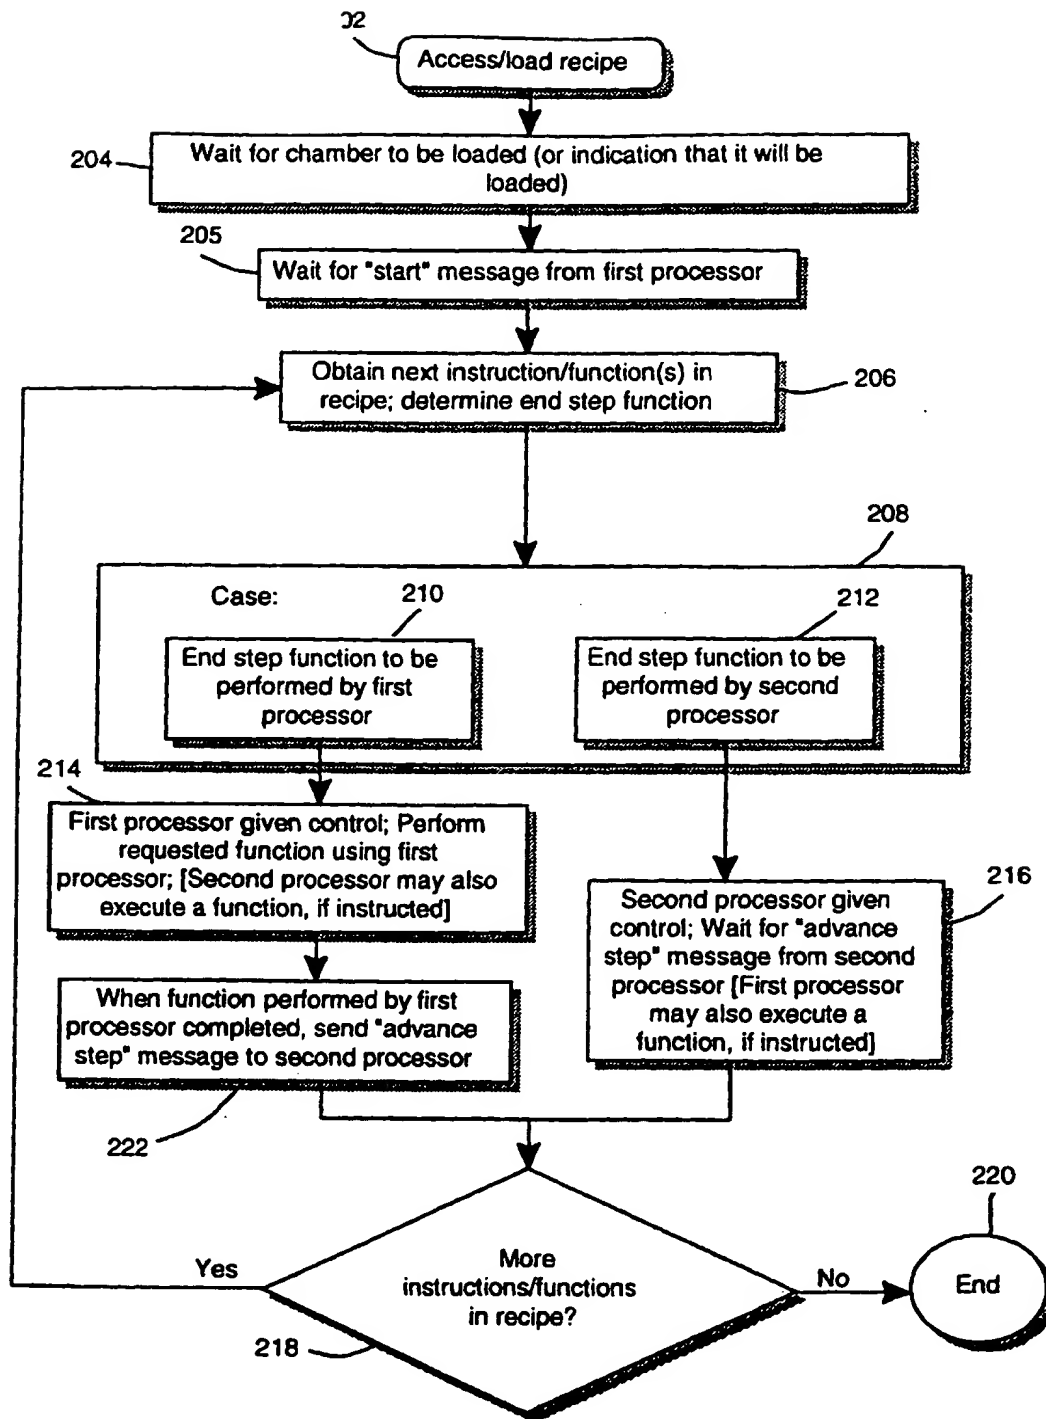 02
Access/load recipe
204
Wait for chamber to be loaded (or indication that it will be
loaded)
205
Wait for "start" message from first processor
Obtain next instruction/function(s) in
recipe; determine end step function
206
208
Case:
210
212
End step function to be
performed by first
processor
End step function to be
performed by second
processor
214
First processor given control; Perform
requested function using first
processor; [Second processor may also
execute a function, if instructed]
216
Second processor given
control; Wait for "advance
step" message from second
processor [First processor
may also execute a
function, if instructed]
When function performed by first
processor completed, send "advance
step" message to second processor
222
220
Yes
More
instructions/functions
in recipe?
No
End
218